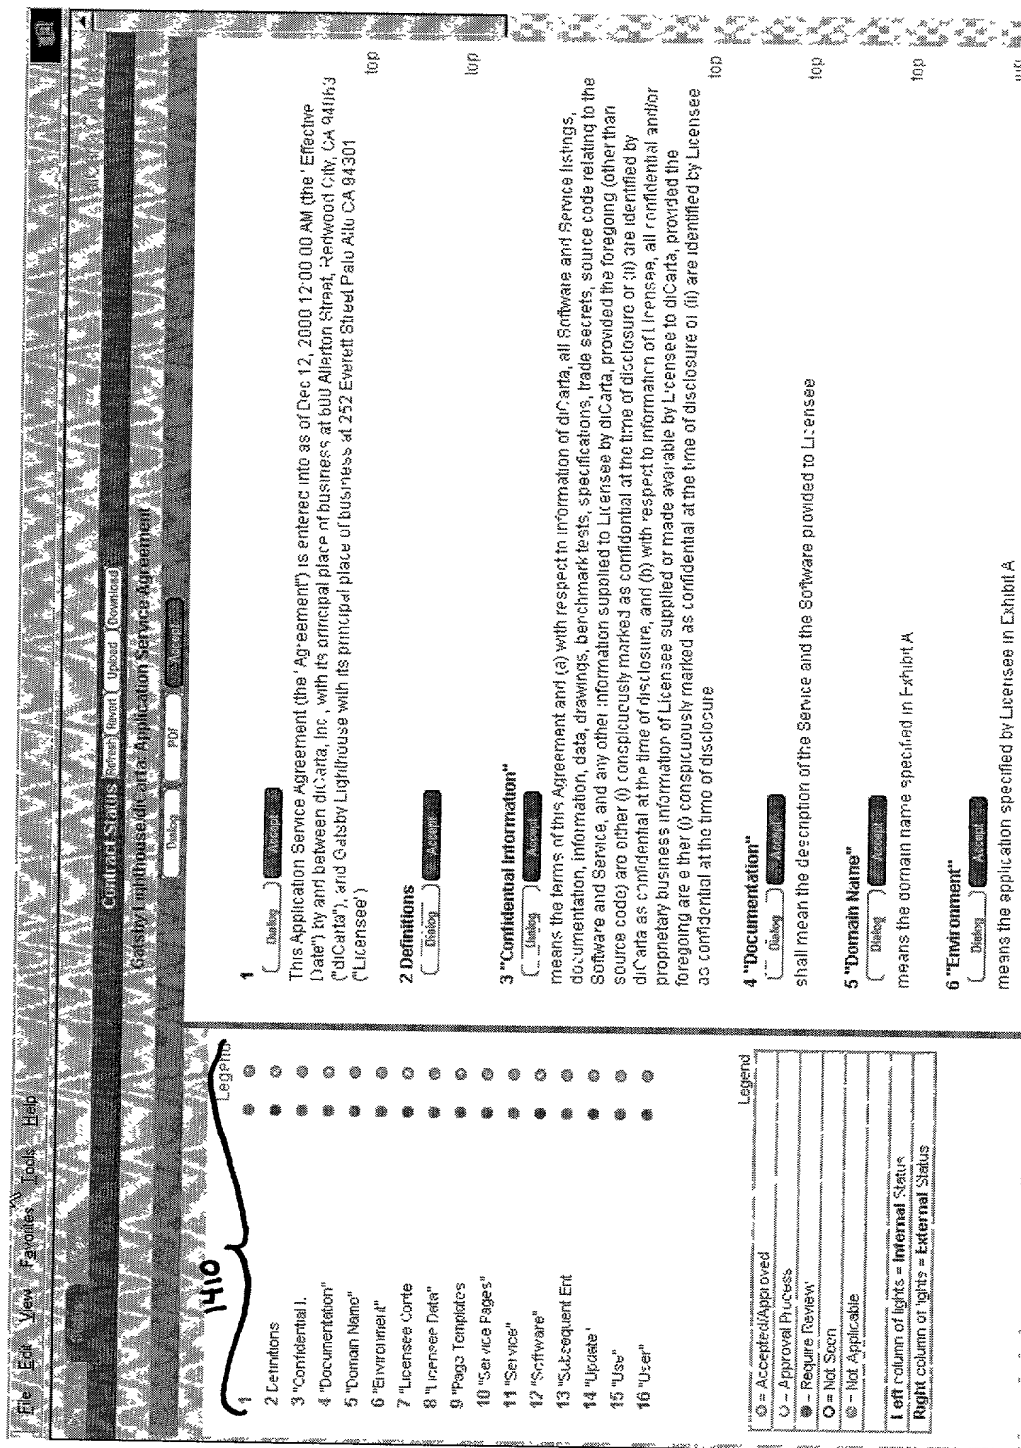 File Edit View Favorites Tools Help
Contract Status Refresh Revert Upload Download
Gatsby Lighthouse/diCarta: Application Service Agreement
Dialog PDF Accept
1410
Legend
1
2 Definitions
3 "Confidential I.
4 "Documentation"
5 "Domain Name"
6 "Environment"
7 "Licensee Conte
8 "Licensee Data"
9 "Page Templates
10 "Service Pages"
11 "Service"
12 "Software"
13 "Subsequent Ent
14 "Update"
15 "Use"
16 "User"
Legend
= Accepted/Approved
– Approval Process
– Require Review
= Not Seen
– Not Applicable
Left column of lights = Internal Status
Right column of lights = External Status
1
Dialog Accept
This Application Service Agreement (the "Agreement") is entered into as of Dec 12, 2000 12:00 00 AM (the "Effective
Date") by and between diCarta, Inc, with its principal place of business at 600 Allerton Street, Redwood City, CA 94063
("diCarta"), and Gatsby Lighthouse with its principal place of business at 252 Everett Street Palo Alto CA 94301
("Licensee")
top
2 Definitions
Dialog Accept
top
3 "Confidential Information"
Dialog Accept
means the terms of this Agreement and (a) with respect to information of diCarta, all Software and Service listings,
documentation, information, data, drawings, benchmark tests, specifications, trade secrets, source code relating to the
Software and Service, and any other information supplied to Licensee by diCarta, provided the foregoing (other than
source code) are either (i) conspicuously marked as confidential at the time of disclosure or (ii) are identified by
diCarta as confidential at the time of disclosure, and (b) with respect to information of Licensee, all confidential and/or
proprietary business information of Licensee supplied or made available by Licensee to diCarta, provided the
foregoing are either (i) conspicuously marked as confidential at the time of disclosure or (ii) are identified by Licensee
as confidential at the time of disclosure
top
4 "Documentation"
Dialog Accept
shall mean the description of the Service and the Software provided to Licensee
top
5 "Domain Name"
Dialog Accept
means the domain name specified in Exhibit A
top
6 "Environment"
Dialog Accept
means the application specified by Licensee in Exhibit A